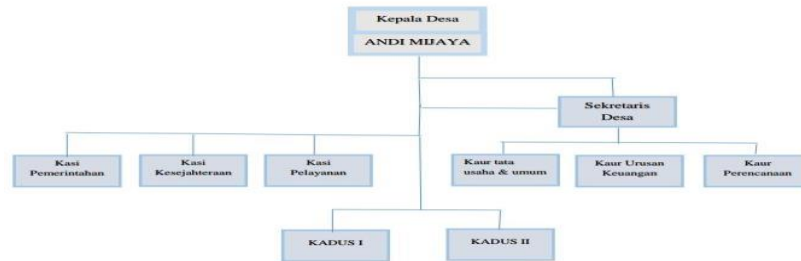 Kepala Desa
ANDI MIJAYA
Sekretaris
Desa
Kasi
Pemerintahan
Kasi
Kesejahteraan
Kasi
Pelayanan
Kaur tata
usaha & umum
Kaur Urusan
Keuangan
Kaur
Perencanaan
KADUS I
KADUS II